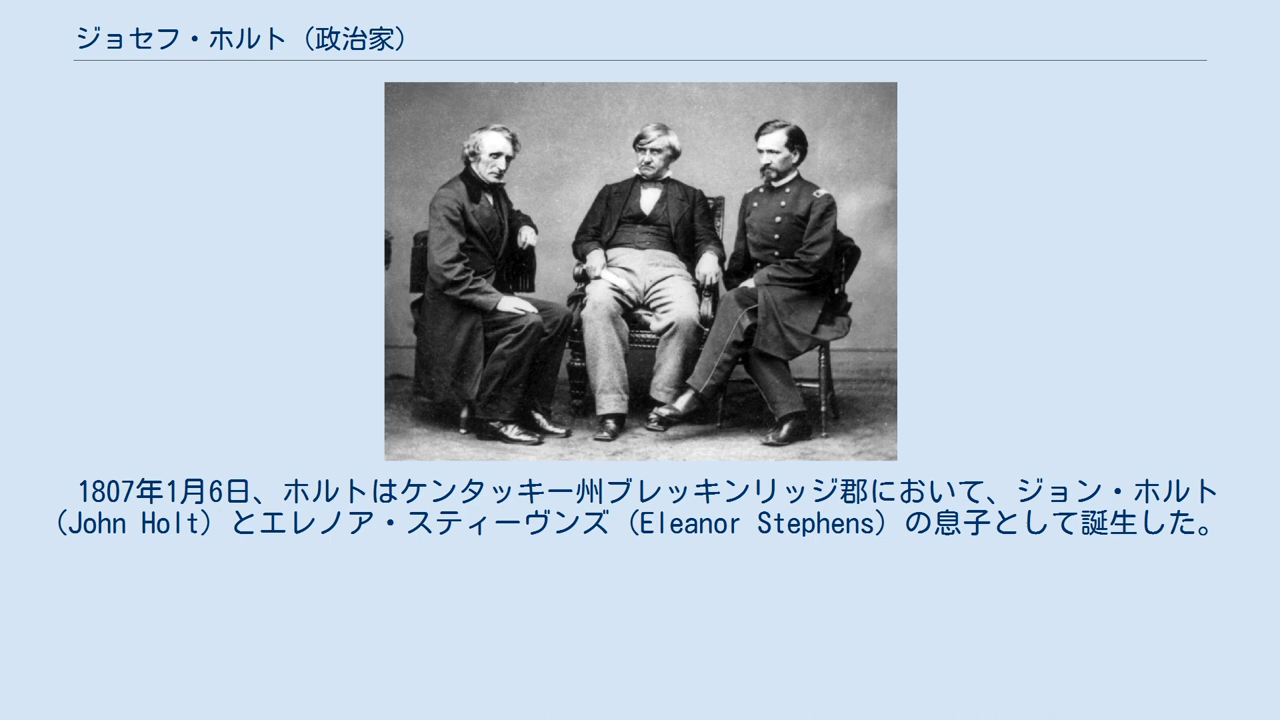 ジョセフ・ホルト（政治家）
1807年1月6日、ホルトはケンタッキー州ブレッキンリッジ郡において、ジョン・ホルト
（John Holt）とエレノア・スティーヴンズ（Eleanor Stephens）の息子として誕生した。